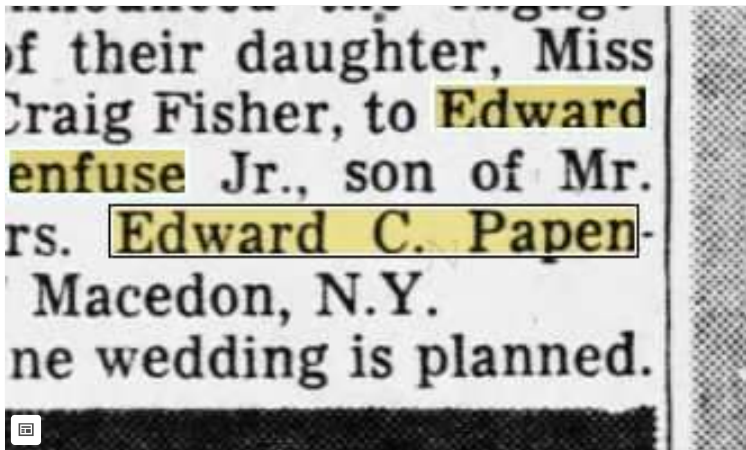 of their daughter, Miss
Craig Fisher, to Edward
enfuse Jr., son of Mr.
rs. Edward C. Papen-
Macedon, N.Y.
ne wedding is planned.